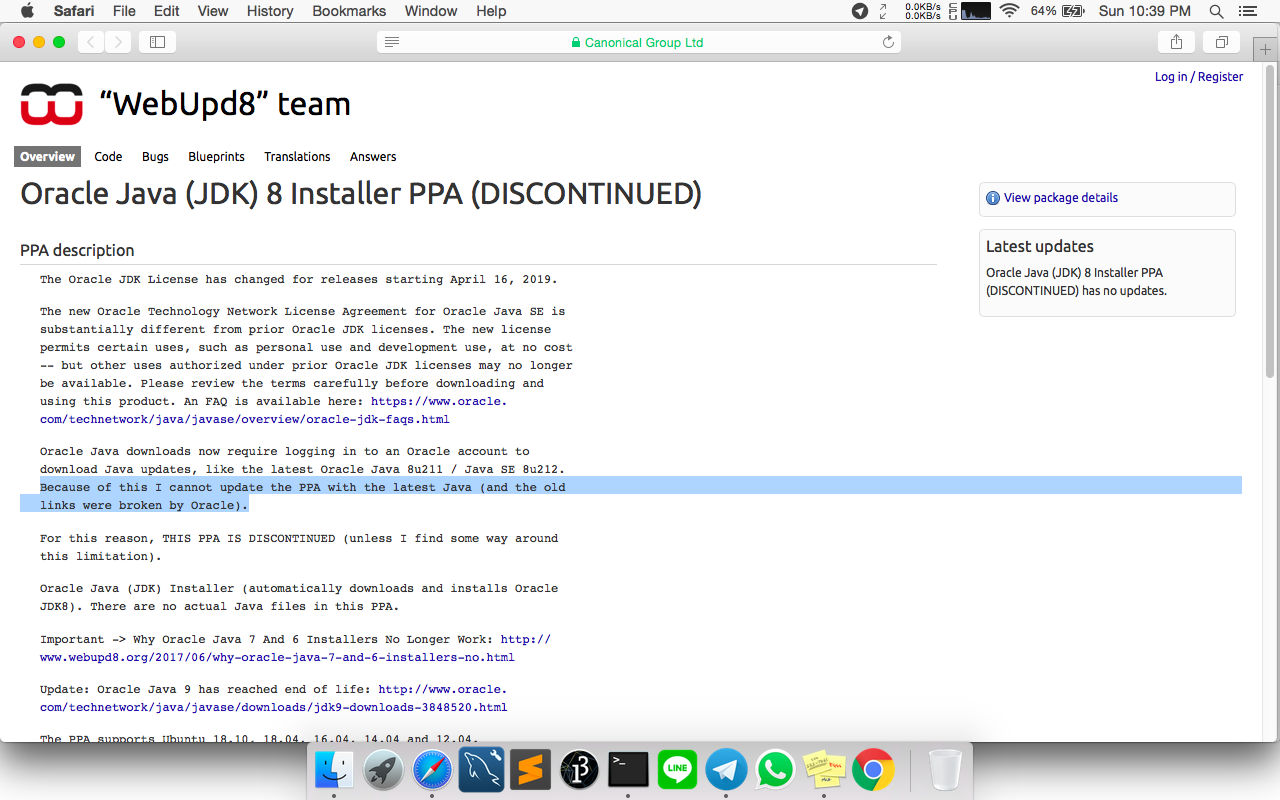 Safari File Edit View History Bookmarks Window Help 0.0KB/s 0.0KB/s CPU 64% Sun 10:39 PM
Canonical Group Ltd
Log in / Register
“WebUpd8” team
Overview Code Bugs Blueprints Translations Answers
Oracle Java (JDK) 8 Installer PPA (DISCONTINUED)
PPA description
The Oracle JDK License has changed for releases starting April 16, 2019.
The new Oracle Technology Network License Agreement for Oracle Java SE is
substantially different from prior Oracle JDK licenses. The new license
permits certain uses, such as personal use and development use, at no cost
-- but other uses authorized under prior Oracle JDK licenses may no longer
be available. Please review the terms carefully before downloading and
using this product. An FAQ is available here: https://www.oracle.
com/technetwork/java/javase/overview/oracle-jdk-faqs.html
Oracle Java downloads now require logging in to an Oracle account to
download Java updates, like the latest Oracle Java 8u211 / Java SE 8u212.
Because of this I cannot update the PPA with the latest Java (and the old
links were broken by Oracle).
For this reason, THIS PPA IS DISCONTINUED (unless I find some way around
this limitation).
Oracle Java (JDK) Installer (automatically downloads and installs Oracle
JDK8). There are no actual Java files in this PPA.
Important -> Why Oracle Java 7 And 6 Installers No Longer Work: http://
www.webupd8.org/2017/06/why-oracle-java-7-and-6-installers-no.html
Update: Oracle Java 9 has reached end of life: http://www.oracle.
com/technetwork/java/javase/downloads/jdk9-downloads-3848520.html
The PPA supports Ubuntu 18.10, 18.04, 16.04, 14.04 and 12.04.
View package details
Latest updates
Oracle Java (JDK) 8 Installer PPA
(DISCONTINUED) has no updates.
LINE